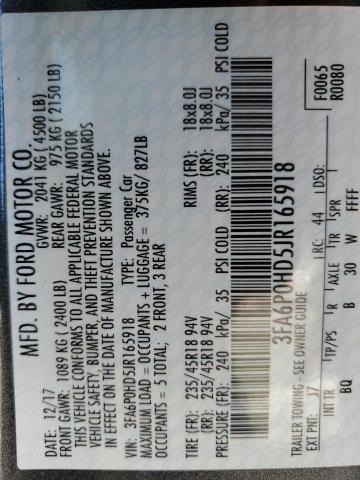 MFD. BY FORD MOTOR CO.
DATE: 12/17 GVWR: 2041 KG ( 4500 LB)
FRONT GAWR: 1089 KG ( 2400 LB) REAR GAWR: 975 KG ( 2150 LB)
THIS VEHICLE CONFORMS TO ALL APPLICABLE FEDERAL MOTOR
VEHICLE SAFETY, BUMPER, AND THEFT PREVENTION STANDARDS
IN EFFECT ON THE DATE OF MANUFACTURE SHOWN ABOVE.
VIN: 3FA6P0HD5JR165918 TYPE: Passenger Car
MAXIMUM LOAD = OCCUPANTS + LUGGAGE = 375KG/ 827LB
OCCUPANTS = 5 TOTAL; 2 FRONT, 3 REAR
TIRE (FR): 235/45R18 94V RIMS (FR): 18x8.0J
(RR): 235/45R18 94V (RR): 18x8.0J
PRESSURE (FR): 240 kPa/ 35 PSI COLD (RR): 240 kPa/ 35 PSI COLD
3FA6P0HD5JR165918
TRAILER TOWING - SEE OWNER GUIDE
F0065
R0080
EXT PNT: J7 RC: 44 DSO:
INT TR TP/PS R AXLE TR SPR
BQ B 30 W FFFF